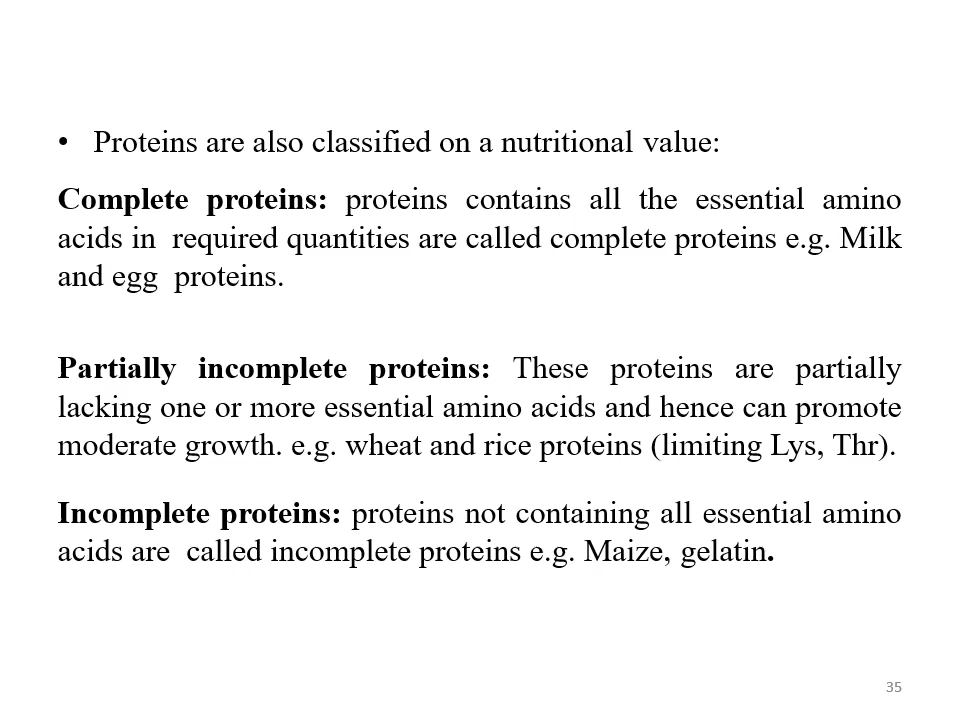 • Proteins are also classified on a nutritional value:
Complete proteins: proteins contains all the essential amino
acids in required quantities are called complete proteins e.g. Milk
and egg proteins.
Partially incomplete proteins: These proteins are partially
lacking one or more essential amino acids and hence can promote
moderate growth. e.g. wheat and rice proteins (limiting Lys, Thr).
Incomplete proteins: proteins not containing all essential amino
acids are called incomplete proteins e.g. Maize, gelatin.
35